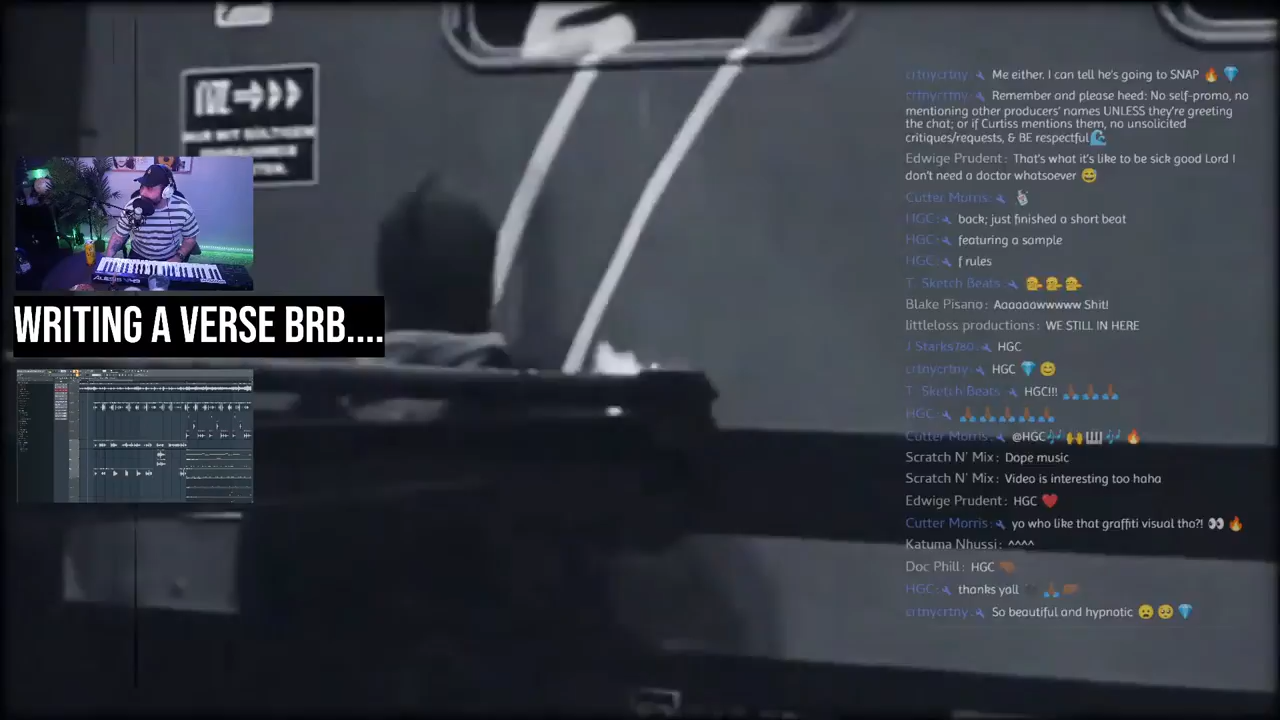 NUR MIT GÜLTIGEM
WRITING A VERSE BRB....
ALESIS
crtnycrtny: Me either. I can tell he's going to SNAP 🔥 💎
crtnycrtny: Remember and please heed: No self-promo, no
mentioning other producers' names UNLESS they're greeting
the chat; or if Curtiss mentions them, no unsolicited
critiques/requests, & BE respectful🌊
Edwige Prudent: That's what it's like to be sick good Lord I
don't need a doctor whatsoever 😅
Cutter Morris:
HGC: back; just finished a short beat
HGC: featuring a sample
HGC: f rules
T. Sketch Beats:
Blake Pisano: Aaaaaawwwww Shit!
littleloss productions: WE STILL IN HERE
J Starks780: HGC
crtnycrtny: HGC 💎 😊
T. Sketch Beats: HGC!!! 🙏🏾🙏🏾🙏🏾
HGC: 🙏🏾🙏🏾🙏🏾🙏🏾🙏🏾
Cutter Morris: @HGC🎶 🙌 🎹 🎶 🔥
Scratch N' Mix: Dope music
Scratch N' Mix: Video is interesting too haha
Edwige Prudent: HGC ❤️
Cutter Morris: yo who like that graffiti visual tho?! 👀 🔥
Katuma Nhussi: ^^^^
Doc Phill: HGC
HGC: thanks yall
crtnycrtny: So beautiful and hypnotic 😦 🥺 💎